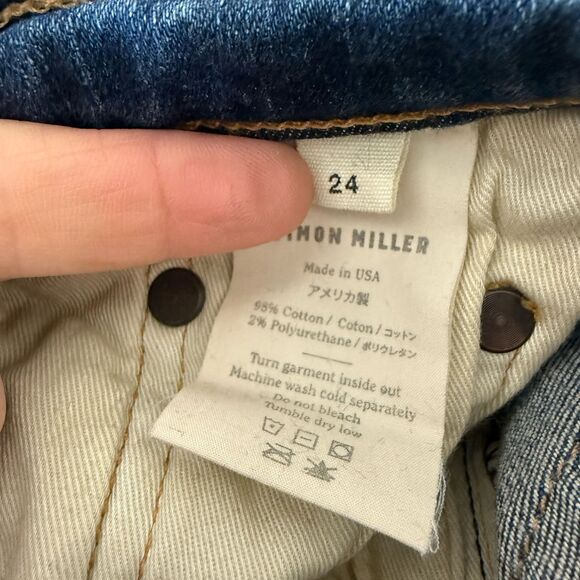 24
MON MILLER
Made in USA
アメリカ製
98% Cotton / Coton / コットン
2% Polyurethane / ポリウレタン
Turn garment inside out
Machine wash cold separately
Do not bleach
Tumble dry low